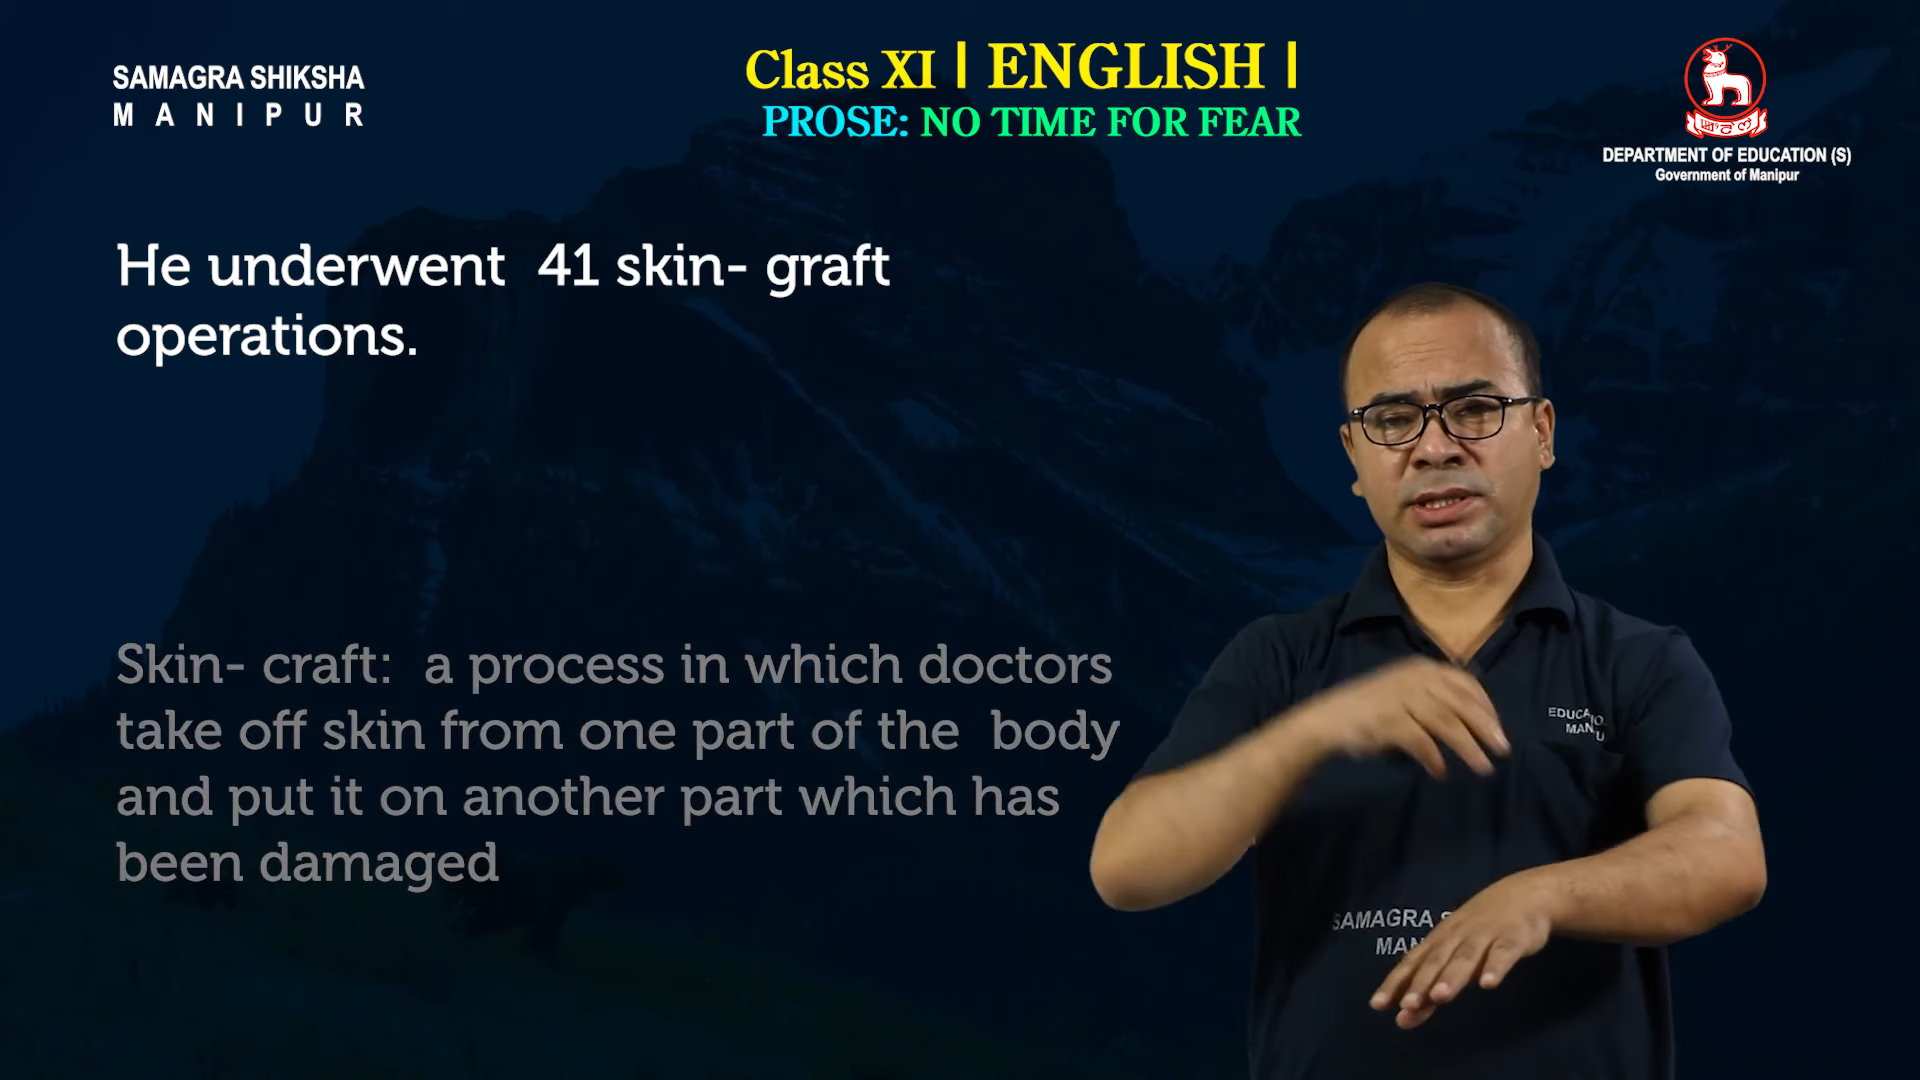 SAMAGRA SHIKSHA
MANIPUR
Class XI | ENGLISH |
PROSE: NO TIME FOR FEAR
DEPARTMENT OF EDUCATION (S)
Government of Manipur
He underwent 41 skin- graft
operations.
Skin- craft: a process in which doctors
take off skin from one part of the body
and put it on another part which has
been damaged
SAMAGRA